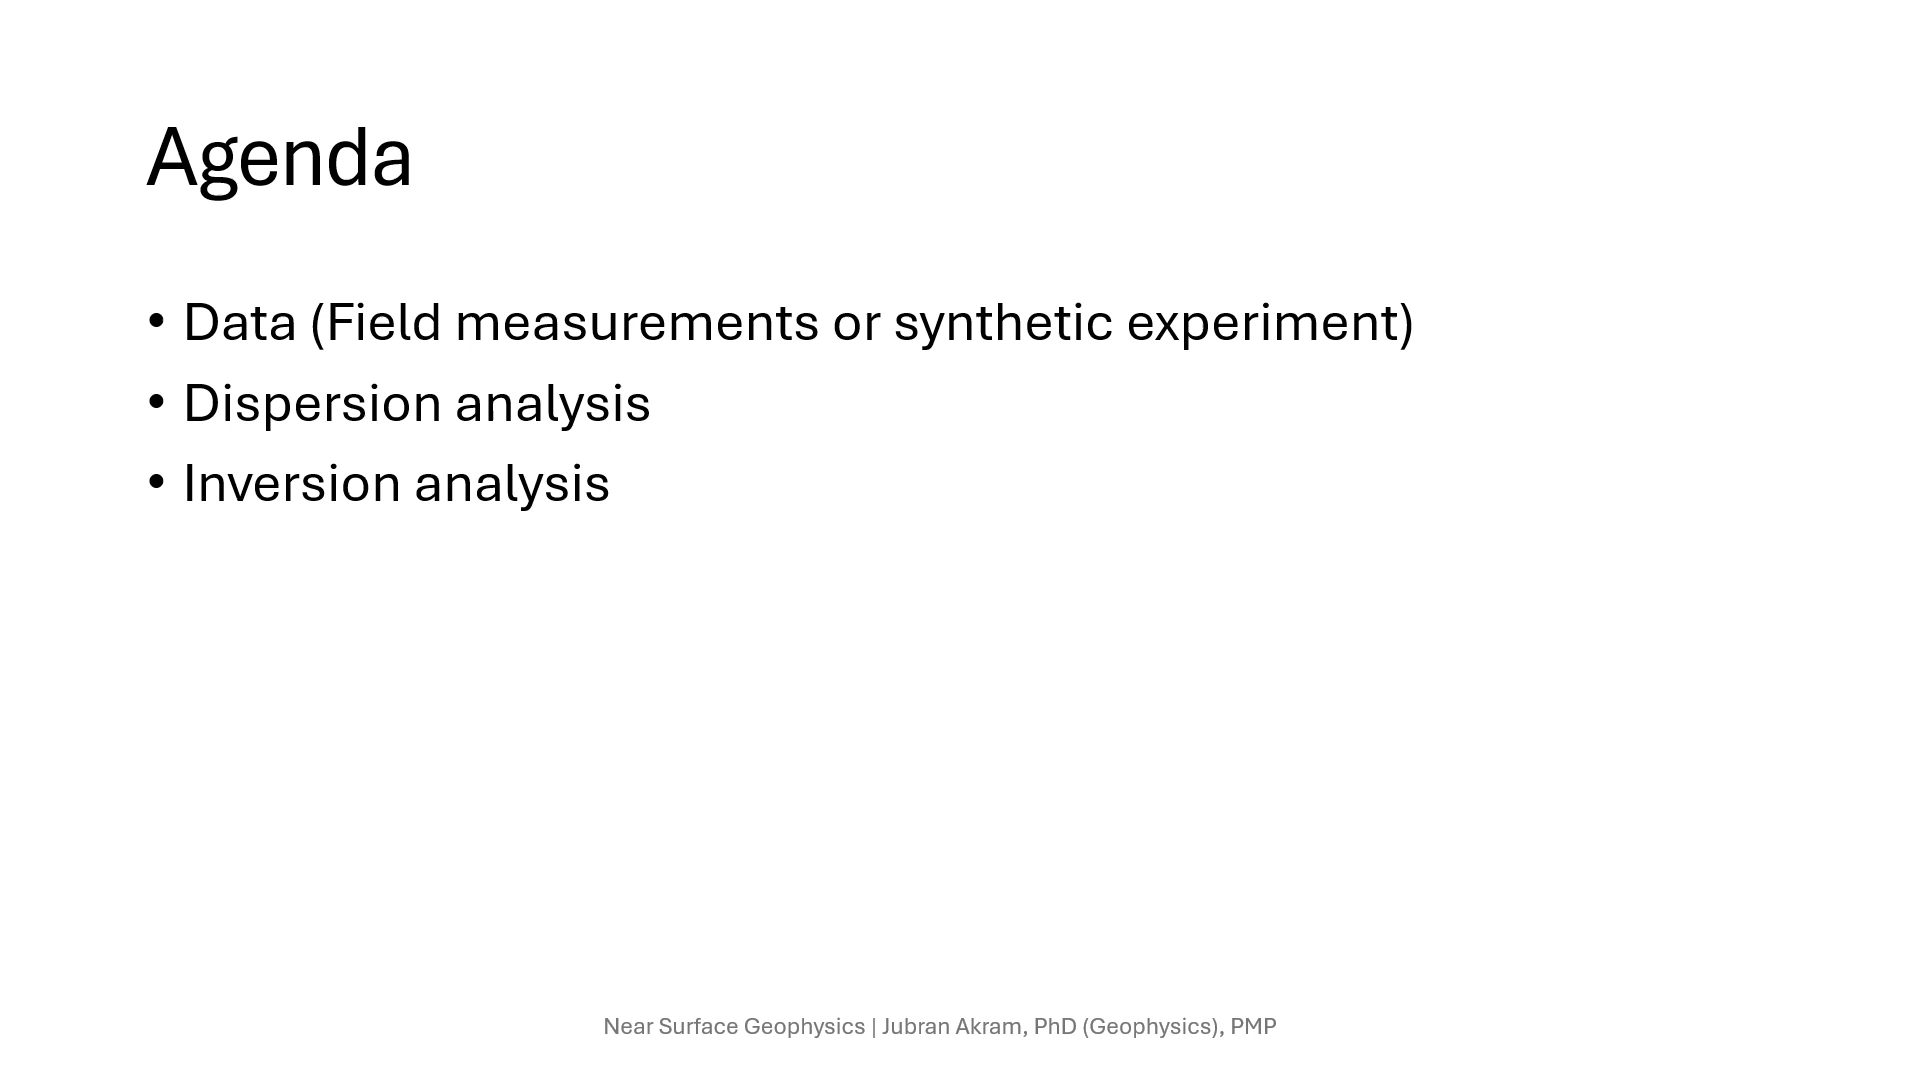 Agenda
• Data (Field measurements or synthetic experiment)
• Dispersion analysis
• Inversion analysis
Near Surface Geophysics | Jubran Akram, PhD (Geophysics), PMP